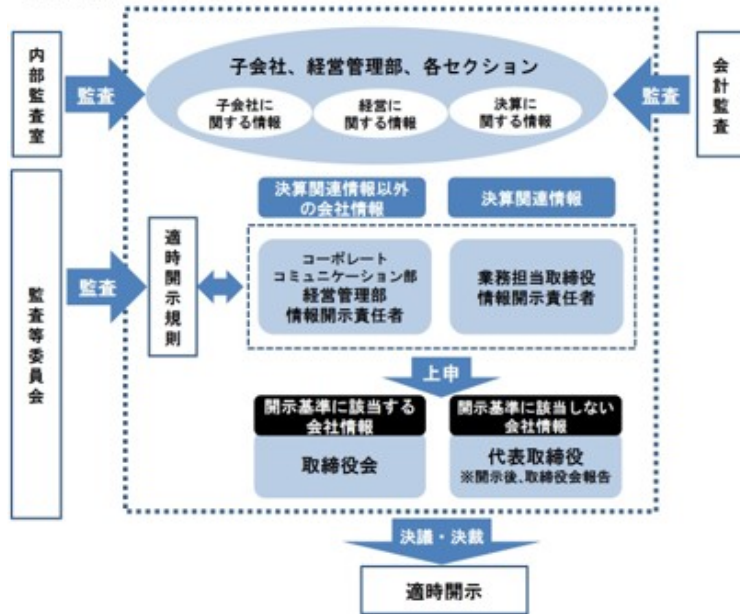 内部監査室
監査
子会社、経営管理部、各セクション
子会社に
関する情報
経営に
関する情報
決算に
関する情報
監査
会計監査
監査等委員会
監査
適時開示規則
決算関連情報以外
の会社情報
決算関連情報
コーポレート
コミュニケーション部
経営管理部
情報開示責任者
業務担当取締役
情報開示責任者
上申
開示基準に該当する
会社情報
取締役会
開示基準に該当しない
会社情報
代表取締役
※開示後、取締役会報告
決議・決裁
適時開示